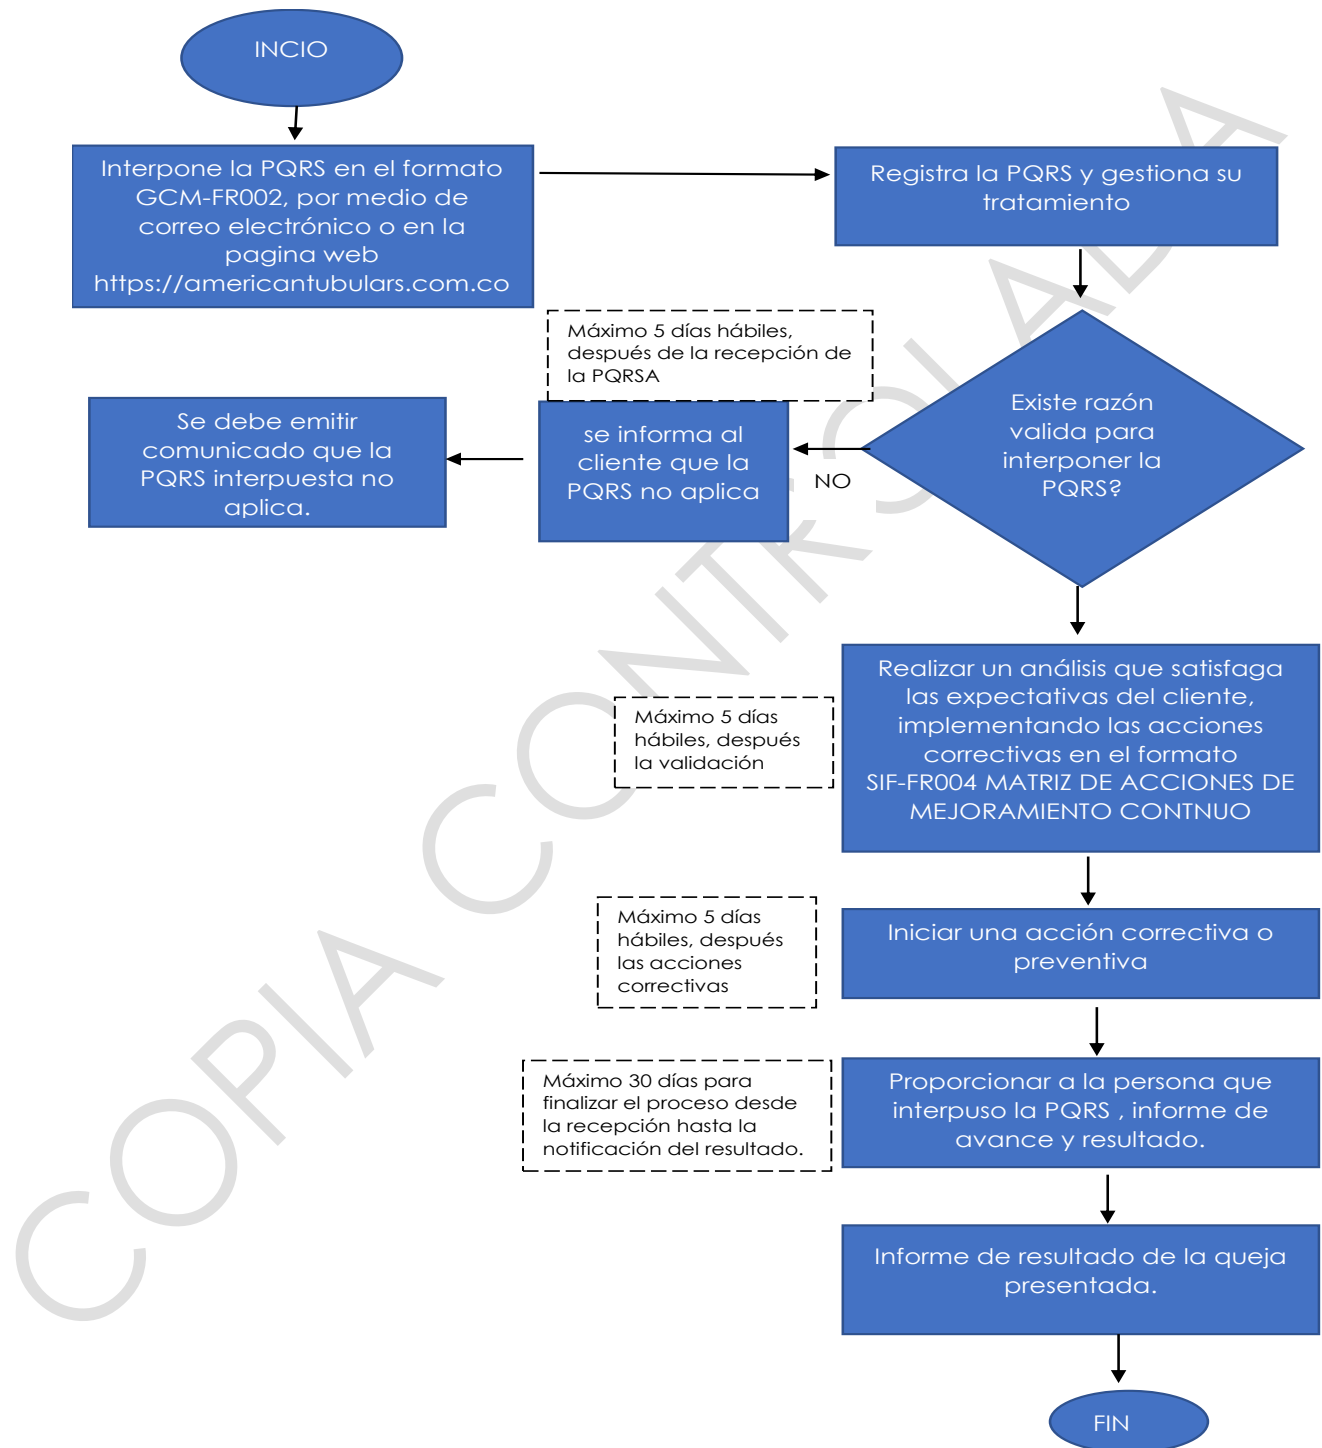 INCIO
Interpone la PQRS en el formato
GCM-FR002, por medio de
correo electrónico o en la
pagina web
https://americantubulars.com.co
Registra la PQRS y gestiona su
tratamiento
Máximo 5 días hábiles,
después de la recepción de
la PQRSA
Existe razón
valida para
interponer la
PQRS?
NO
se informa al
cliente que la
PQRS no aplica
Se debe emitir
comunicado que la
PQRS interpuesta no
aplica.
Realizar un análisis que satisfaga
las expectativas del cliente,
implementando las acciones
correctivas en el formato
SIF-FR004 MATRIZ DE ACCIONES DE
MEJORAMIENTO CONTNUO
Máximo 5 días
hábiles, después
la validación
Máximo 5 días
hábiles, después
las acciones
correctivas
Iniciar una acción correctiva o
preventiva
Máximo 30 días para
finalizar el proceso desde
la recepción hasta la
notificación del resultado.
Proporcionar a la persona que
interpuso la PQRS , informe de
avance y resultado.
Informe de resultado de la queja
presentada.
FIN
COPIA CONTROLADA